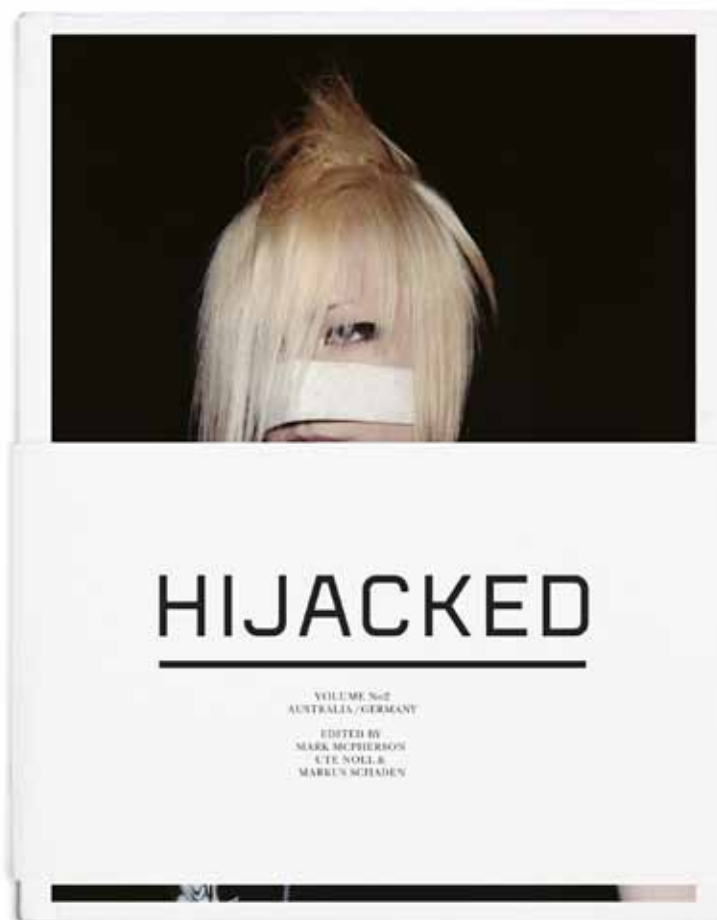 HIJACKED
VOLUME No2
AUSTRALIA/GERMANY
EDITED BY
MARK MCPHERSON
UTE NOLL &
MARKUS SCHADEN